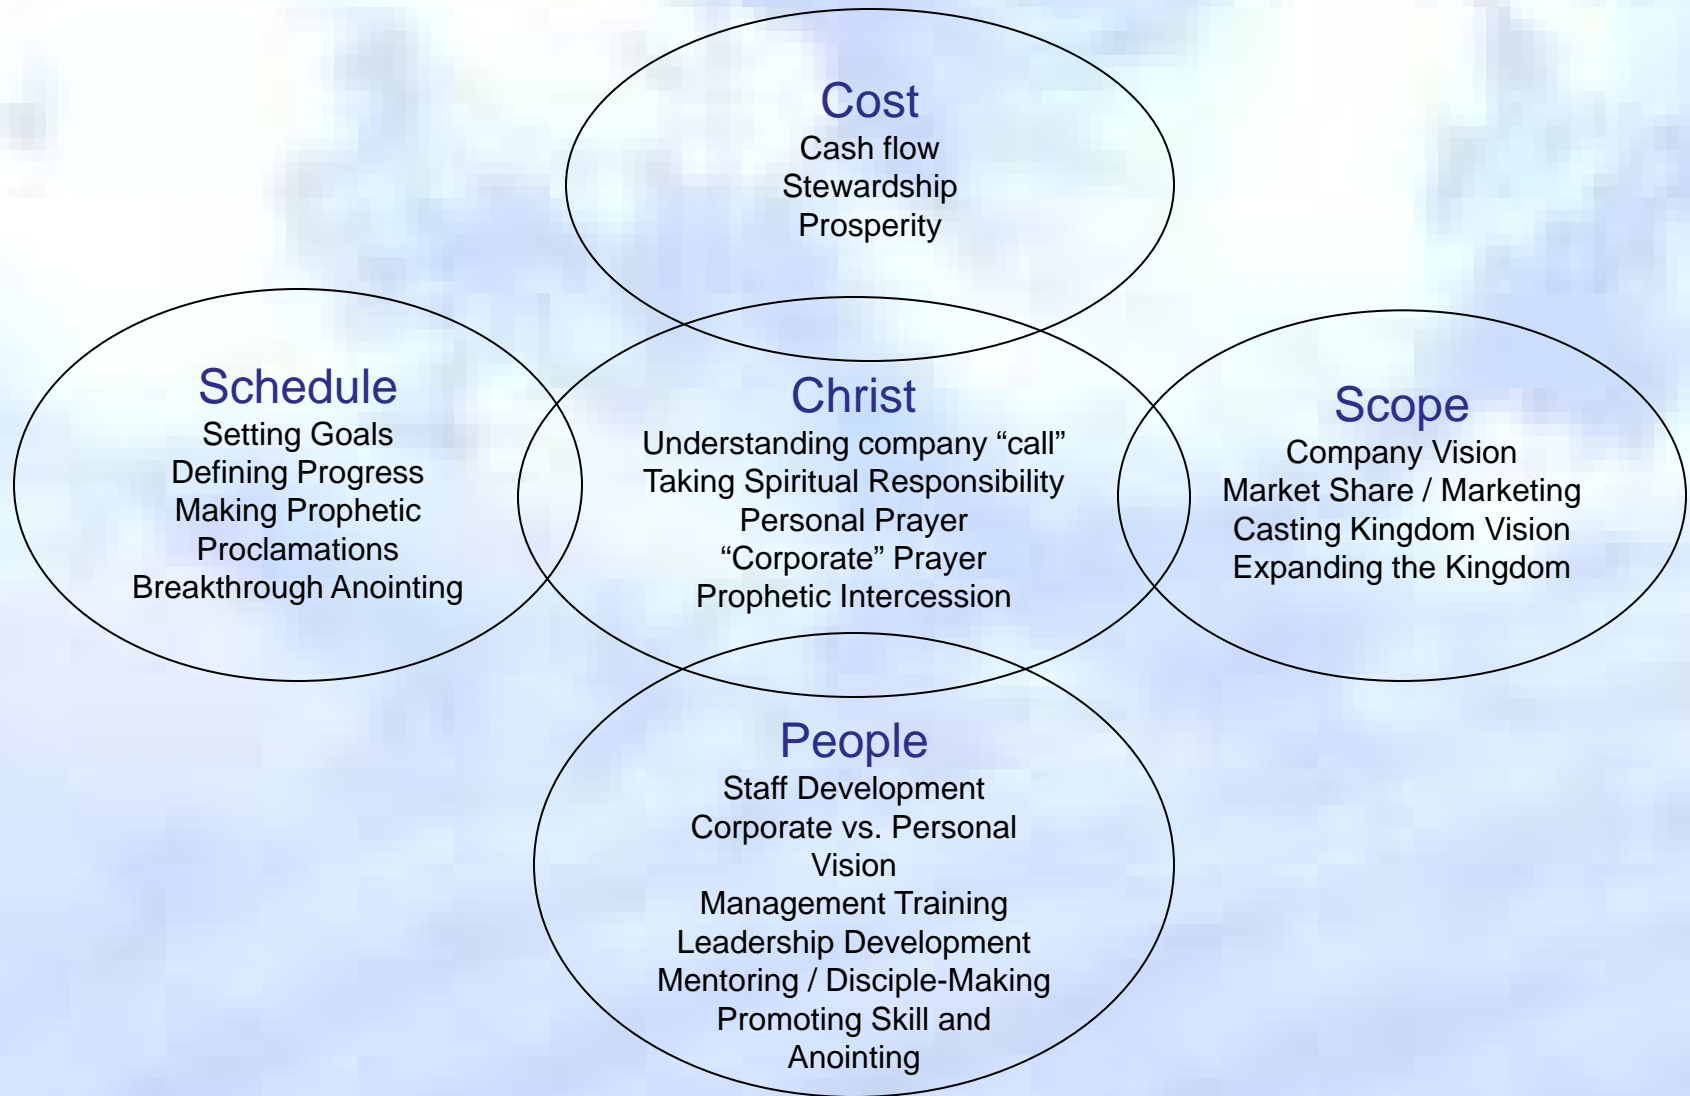 Cost
Cash flow
Stewardship
Prosperity
Schedule
Setting Goals
Defining Progress
Making Prophetic
Proclamations
Breakthrough Anointing
Christ
Understanding company “call”
Taking Spiritual Responsibility
Personal Prayer
“Corporate” Prayer
Prophetic Intercession
Scope
Company Vision
Market Share / Marketing
Casting Kingdom Vision
Expanding the Kingdom
People
Staff Development
Corporate vs. Personal
Vision
Management Training
Leadership Development
Mentoring / Disciple-Making
Promoting Skill and
Anointing